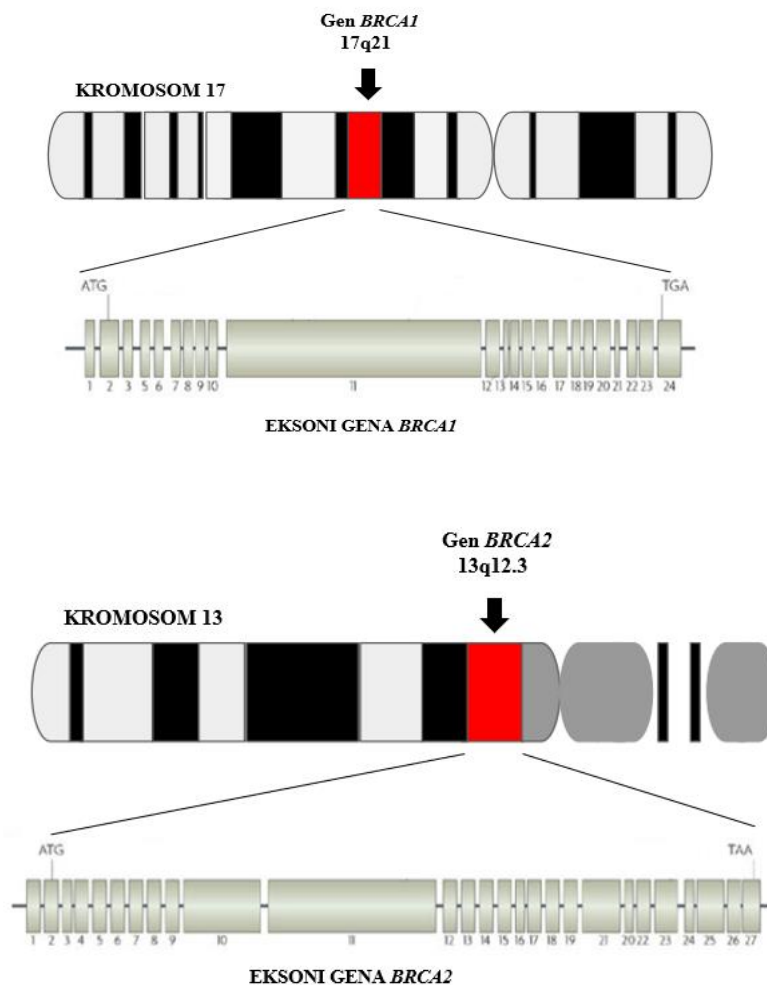 Gen BRCA1
17q21
KROMOSOM 17
ATG TGA
1 2 3 5 6 7 8 9 10 11 12 13 14 15 16 17 18 19 20 21 22 23 24
EKSONI GENA BRCA1
Gen BRCA2
13q12.3
KROMOSOM 13
ATG TAA
1 2 3 4 5 6 7 8 9 10 11 12 13 14 15 16 17 18 19 21 20 22 23 24 25 26 27
EKSONI GENA BRCA2